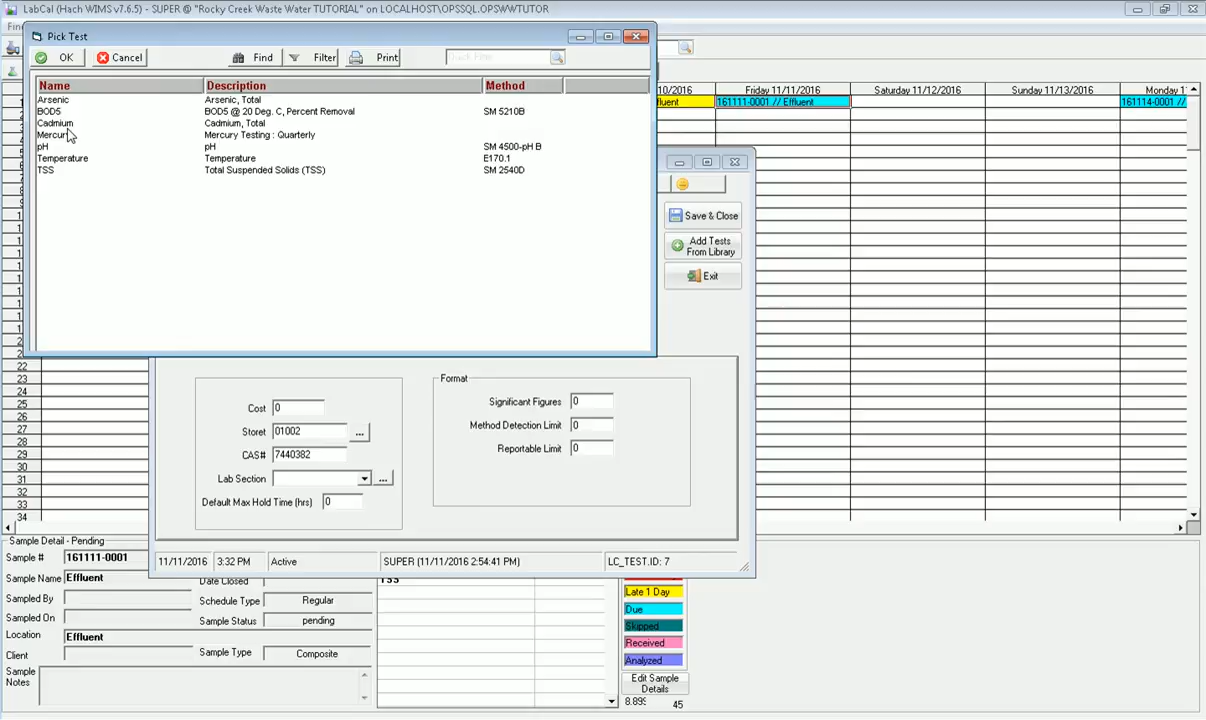 LabCal (Hach WIMS v7.6.5) - SUPER @ "Rocky Creek Waste Water TUTORIAL" on LOCALHOST\OPSSQL.OPSWWTUTOR
Pick Test
OK Cancel Find Filter Print
Name Description Method
Arsenic Arsenic, Total
BOD5 BOD5 @ 20 Deg. C, Percent Removal SM 5210B
Cadmium Cadmium, Total
Mercury Mercury Testing : Quarterly
pH pH SM 4500-pH B
Temperature Temperature E170.1
TSS Total Suspended Solids (TSS) SM 2540D
10/2016 Friday 11/11/2016 Saturday 11/12/2016 Sunday 11/13/2016 Monday 1
fluent 161111-0001 // Effluent 161114-0001 //
Save & Close
Add Tests From Library
Exit
22
23
24
25
26
27
28
29
30
31
32
33
34
Cost 0
Storet 01002 ...
CAS# 7440382
Lab Section ...
Default Max Hold Time (hrs) 0
Format
Significant Figures 0
Method Detection Limit 0
Reportable Limit 0
11/11/2016 3:32 PM Active SUPER (11/11/2016 2:54:41 PM) LC_TEST.ID: 7
Sample Detail - Pending
Sample # 161111-0001
Sample Name Effluent
Sampled By
Sampled On
Location Effluent
Client
Sample Notes
Date Closed
Schedule Type Regular
Sample Status pending
Sample Type Composite
TSS
Late 1 Day
Due
Skipped
Received
Analyzed
Edit Sample Details
45